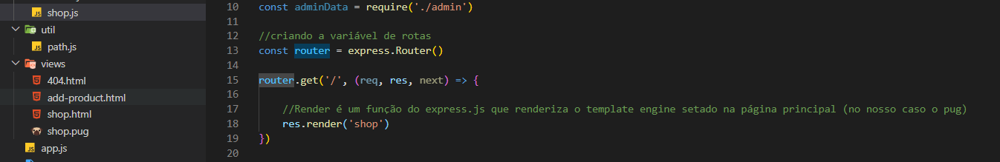 shop.js
util
path.js
views
404.html
add-product.html
shop.html
shop.pug
app.js
10 const adminData = require('./admin')
11
12 //criando a variável de rotas
13 const router = express.Router()
14
15 router.get('/', (req, res, next) => {
16
17 //Render é um função do express.js que renderiza o template engine setado na página principal (no nosso caso o pug)
18 res.render('shop')
19 })
20